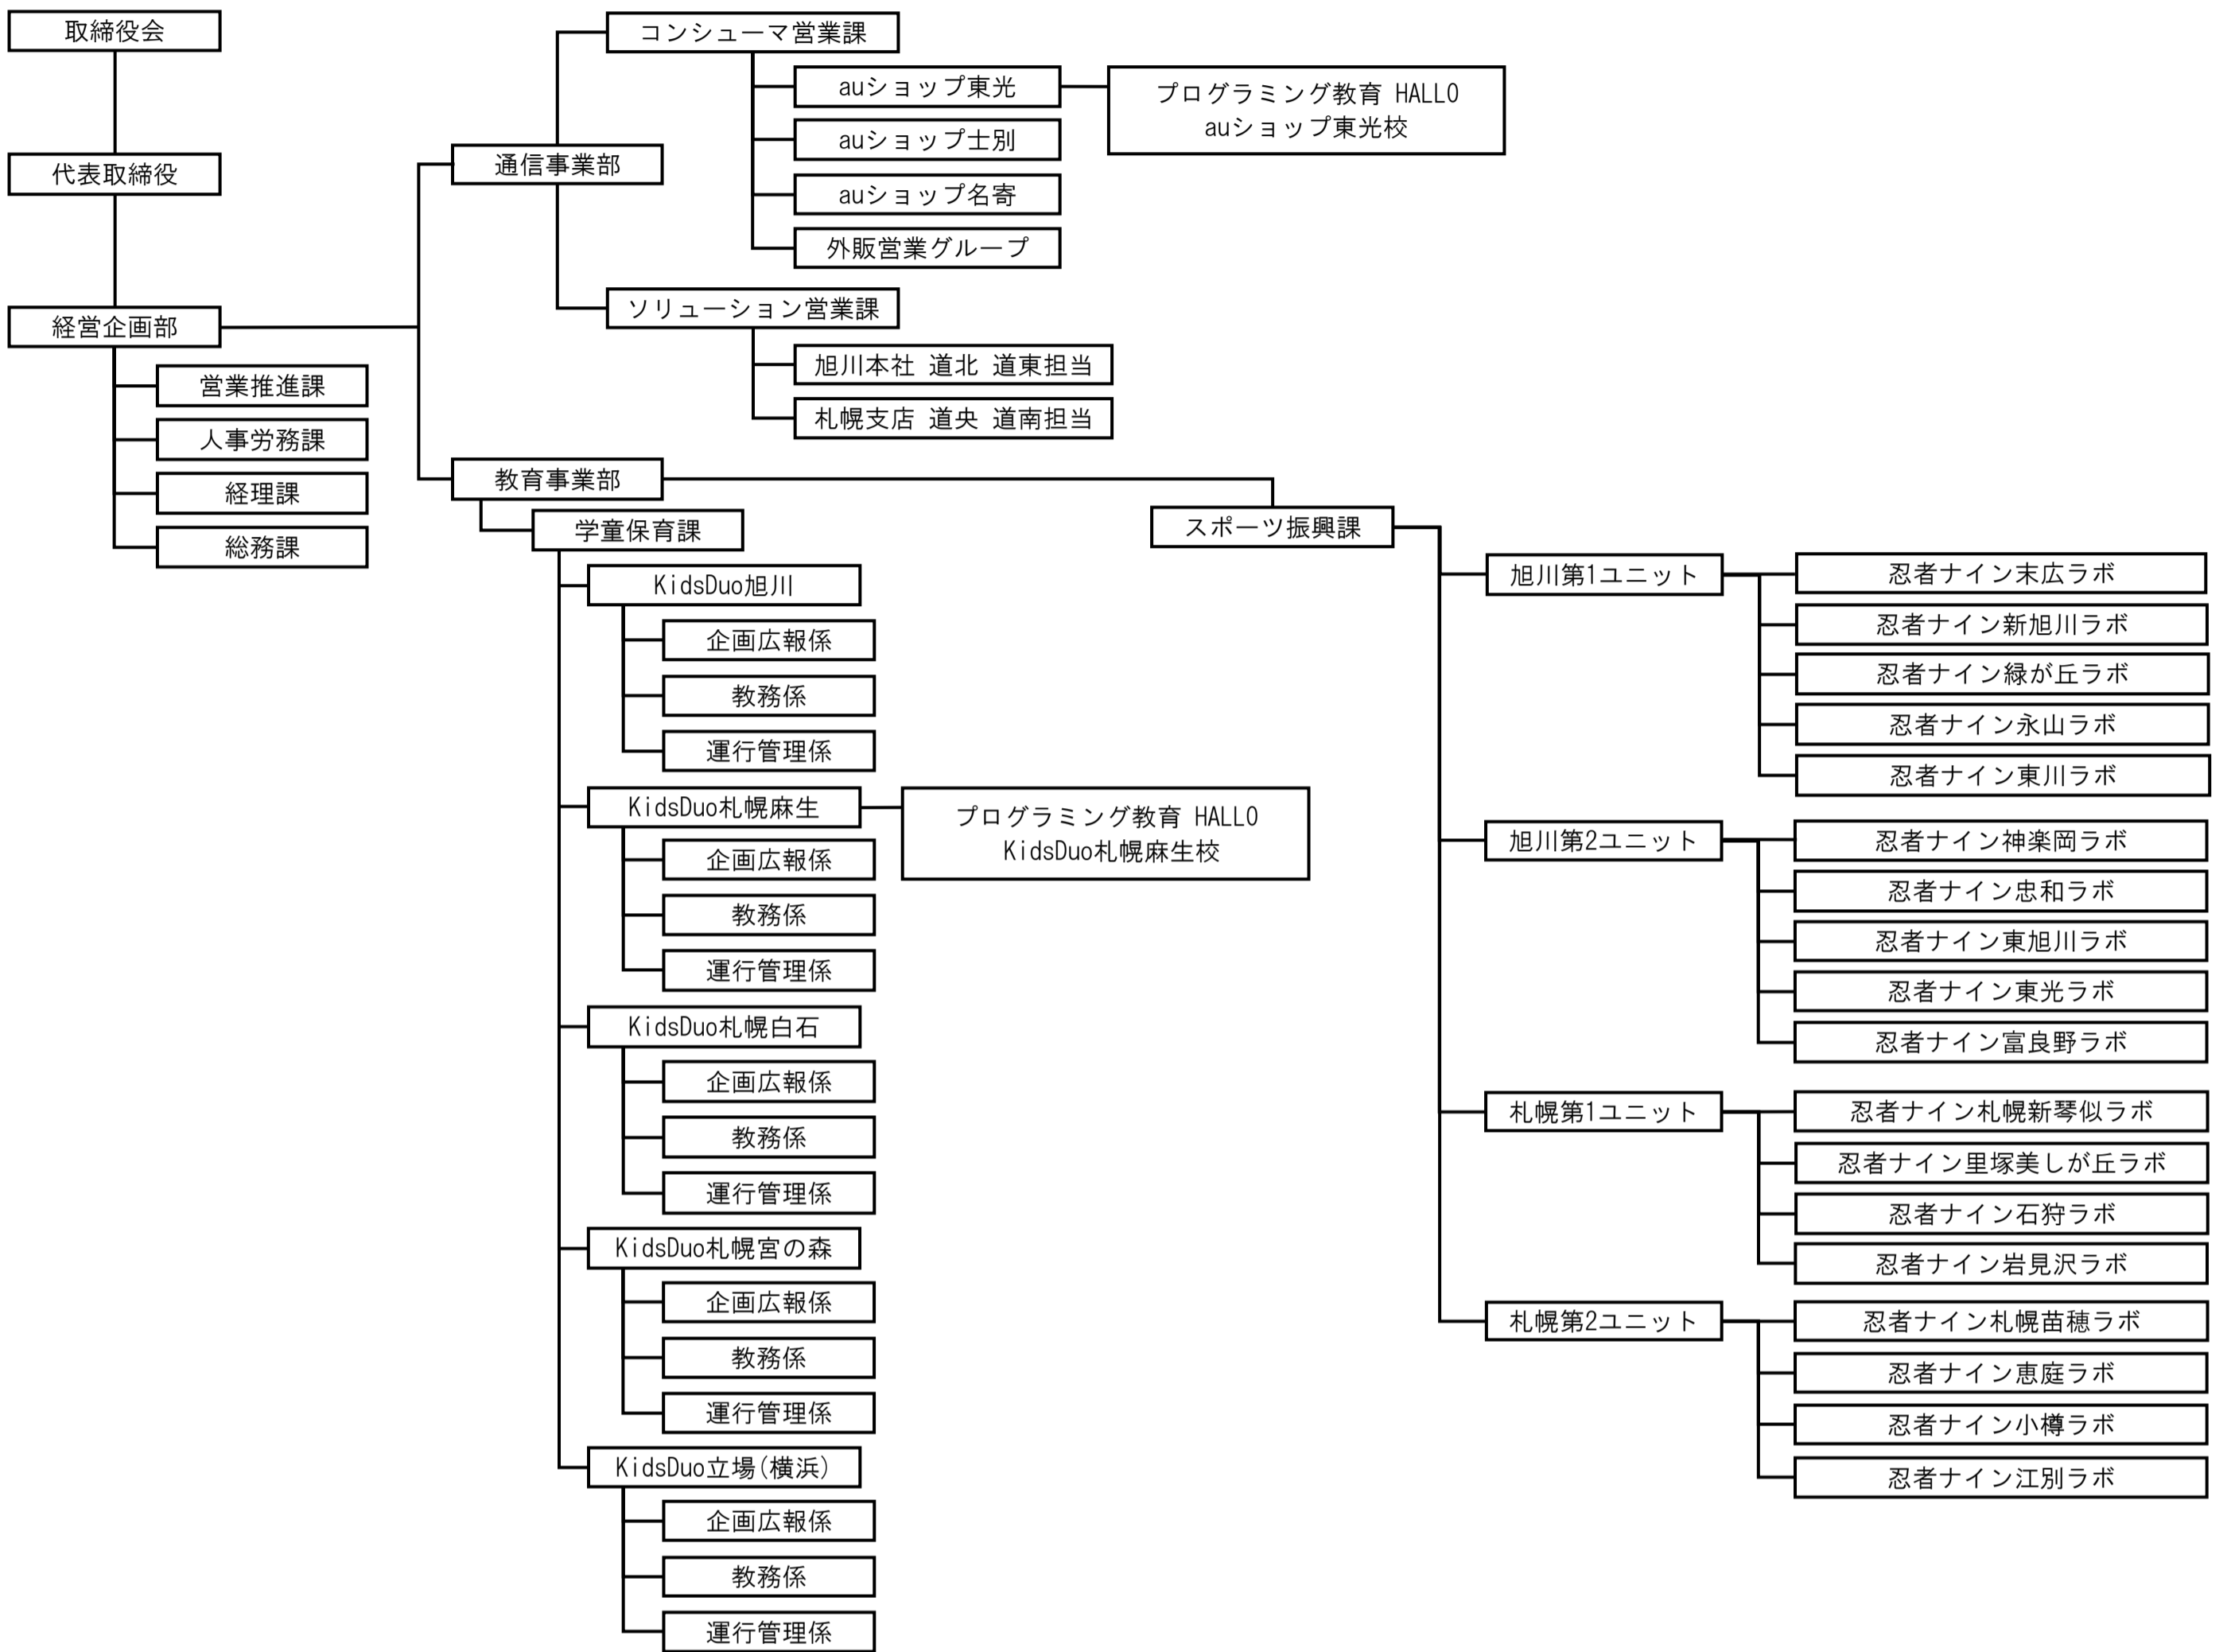 取締役会
代表取締役
経営企画部
営業推進課
人事労務課
経理課
総務課
通信事業部
コンシューマ営業課
auショップ東光
プログラミング教育 HALLO
auショップ東光校
auショップ士別
auショップ名寄
外販営業グループ
ソリューション営業課
旭川本社 道北 道東担当
札幌支店 道央 道南担当
教育事業部
学童保育課
KidsDuo旭川
企画広報係
教務係
運行管理係
KidsDuo札幌麻生
プログラミング教育 HALLO
KidsDuo札幌麻生校
企画広報係
教務係
運行管理係
KidsDuo札幌白石
企画広報係
教務係
運行管理係
KidsDuo札幌宮の森
企画広報係
教務係
運行管理係
KidsDuo立場(横浜)
企画広報係
教務係
運行管理係
スポーツ振興課
旭川第1ユニット
忍者ナイン末広ラボ
忍者ナイン新旭川ラボ
忍者ナイン緑が丘ラボ
忍者ナイン永山ラボ
忍者ナイン東川ラボ
旭川第2ユニット
忍者ナイン神楽岡ラボ
忍者ナイン忠和ラボ
忍者ナイン東旭川ラボ
忍者ナイン東光ラボ
忍者ナイン富良野ラボ
札幌第1ユニット
忍者ナイン札幌新琴似ラボ
忍者ナイン里塚美しが丘ラボ
忍者ナイン石狩ラボ
忍者ナイン岩見沢ラボ
札幌第2ユニット
忍者ナイン札幌苗穂ラボ
忍者ナイン恵庭ラボ
忍者ナイン小樽ラボ
忍者ナイン江別ラボ